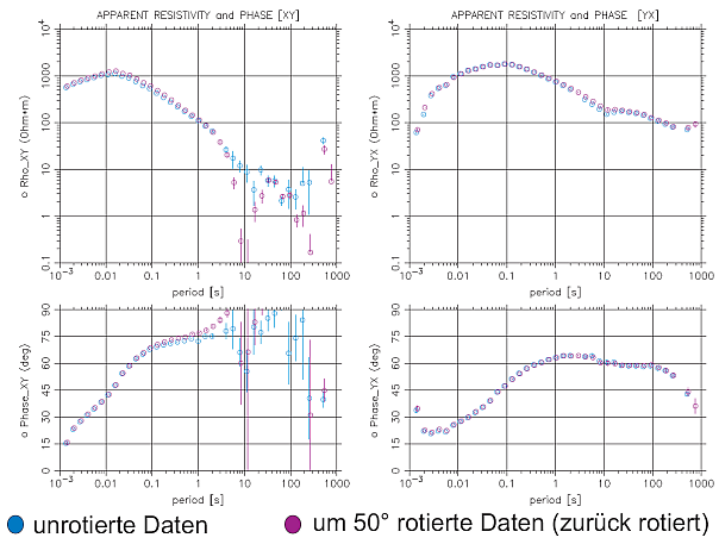 APPARENT RESISTIVITY and PHASE [XY]
10⁴
1000
100
10
1
0.1
o Rho_XY (Ohm*m)
10⁻³ 0.01 0.1 1 10 100 1000
period [s]
APPARENT RESISTIVITY and PHASE [YX]
10⁴
1000
100
10
1
0.1
o Rho_YX (Ohm*m)
10⁻³ 0.01 0.1 1 10 100 1000
period [s]
90
75
60
45
30
15
0
o Phase_XY (deg)
10⁻³ 0.01 0.1 1 10 100 1000
period [s]
90
75
60
45
30
15
0
o Phase_YX (deg)
10⁻³ 0.01 0.1 1 10 100 1000
period [s]
unrotierte Daten
um 50° rotierte Daten (zurück rotiert)